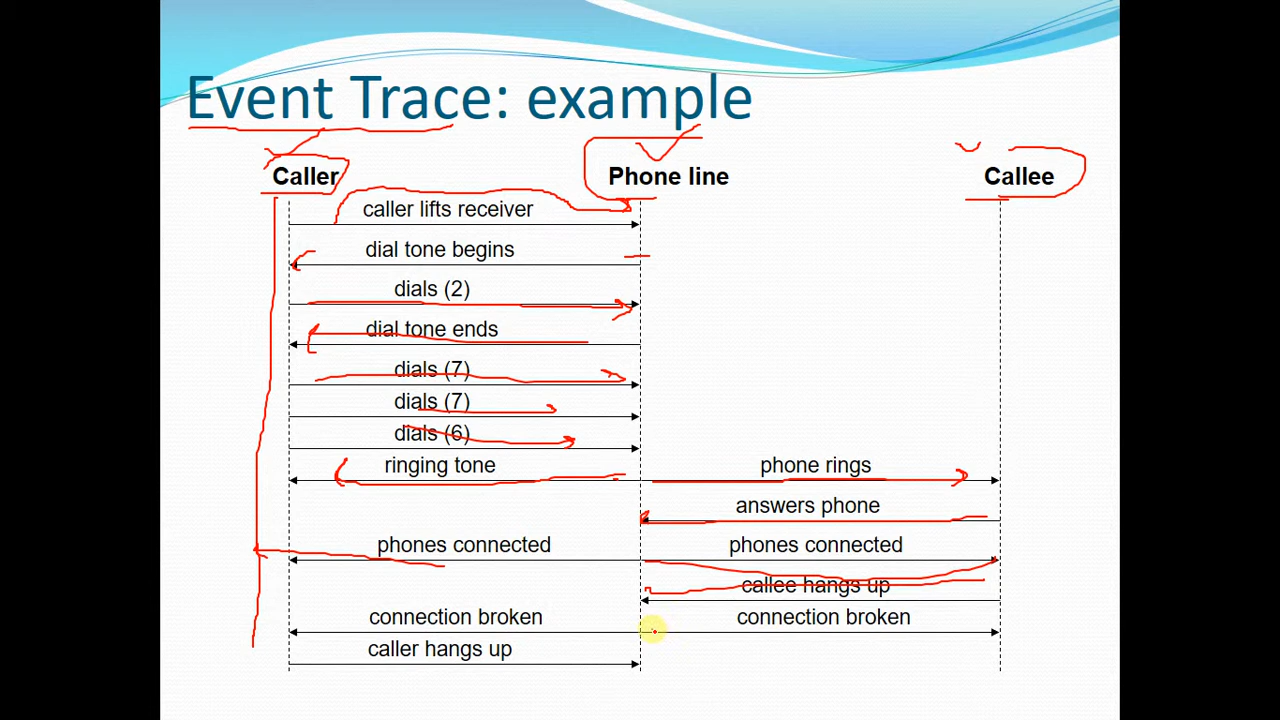 Event Trace: example
Caller Phone line Callee
caller lifts receiver
dial tone begins
dials (2)
dial tone ends
dials (7)
dials (7)
dials (6)
ringing tone phone rings
answers phone
phones connected phones connected
callee hangs up
connection broken connection broken
caller hangs up